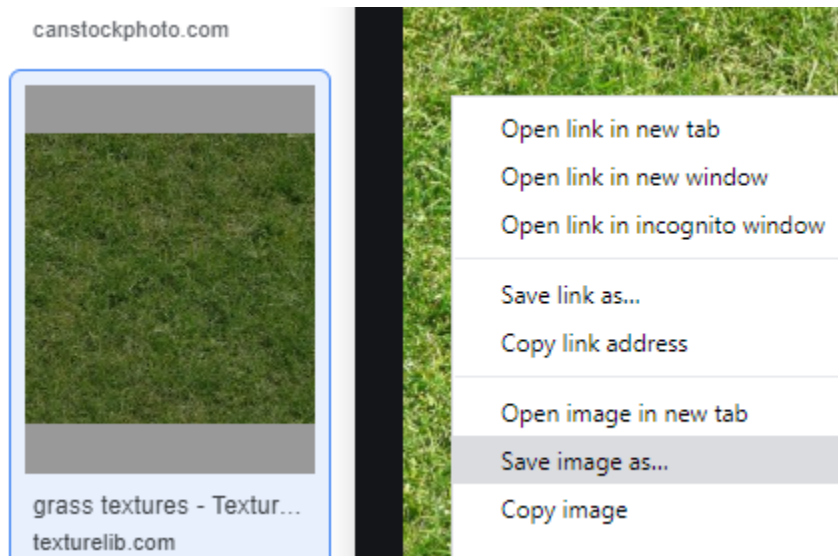 canstockphoto.com
grass textures - Textur...
texturelib.com
Open link in new tab
Open link in new window
Open link in incognito window
Save link as...
Copy link address
Open image in new tab
Save image as...
Copy image